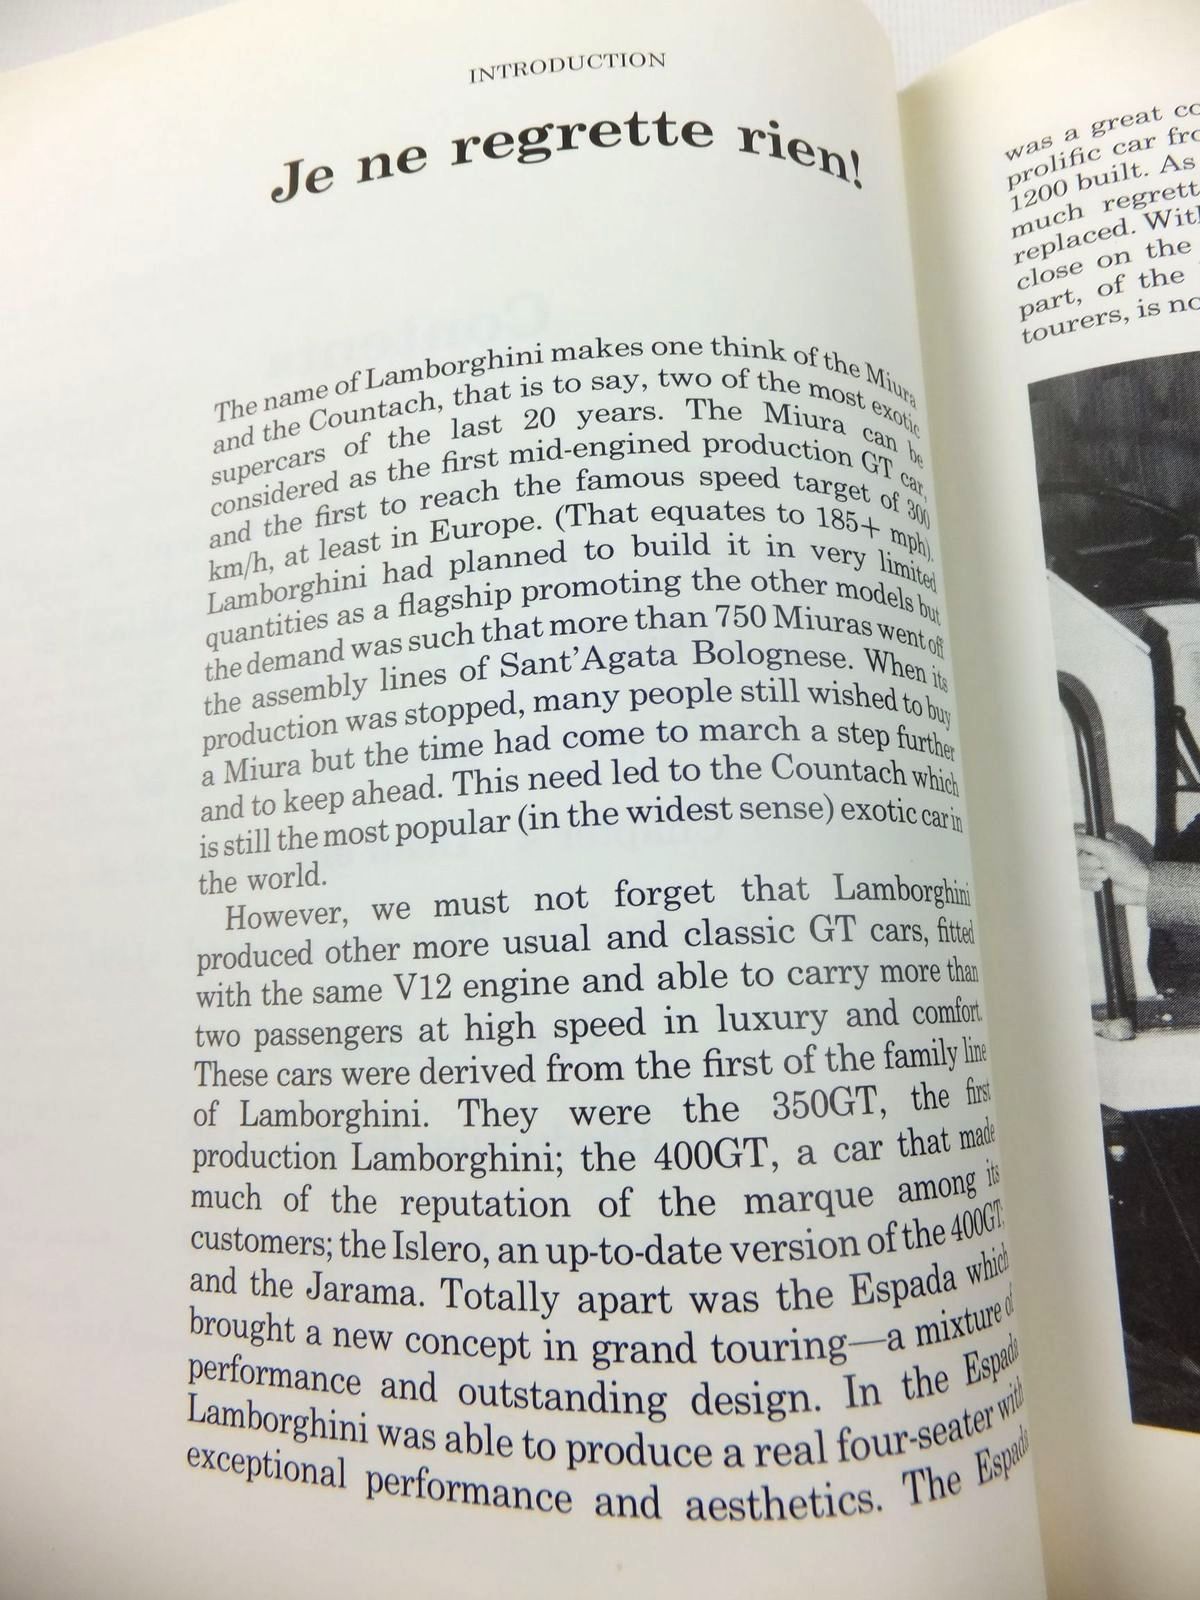 INTRODUCTION
Je ne regrette rien!
The name of Lamborghini makes one think of the Miura
and the Countach, that is to say, two of the most exotic
supercars of the last 20 years. The Miura can be
considered as the first mid-engined production GT car,
and the first to reach the famous speed target of 300
km/h, at least in Europe. (That equates to 185+ mph).
Lamborghini had planned to build it in very limited
quantities as a flagship promoting the other models but
the demand was such that more than 750 Miuras went off
the assembly lines of Sant'Agata Bolognese. When its
production was stopped, many people still wished to buy
a Miura but the time had come to march a step further
and to keep ahead. This need led to the Countach which
is still the most popular (in the widest sense) exotic car in
the world.
However, we must not forget that Lamborghini
produced other more usual and classic GT cars, fitted
with the same V12 engine and able to carry more than
two passengers at high speed in luxury and comfort.
These cars were derived from the first of the family line
of Lamborghini. They were the 350GT, the first
production Lamborghini; the 400GT, a car that made
much of the reputation of the marque among its
customers; the Islero, an up-to-date version of the 400GT;
and the Jarama. Totally apart was the Espada which
brought a new concept in grand touring—a mixture of
performance and outstanding design. In the Espada
Lamborghini was able to produce a real four-seater with
exceptional performance and aesthetics. The Espada
was a great
prolific car
1200 built. As
much
replaced.
close on the
part, of the
tourers, is